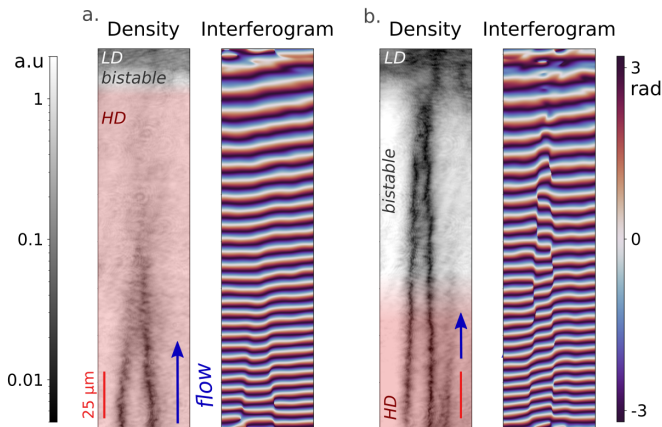 a.
Density
Interferogram
b.
Density
Interferogram
a.u
1
0.1
0.01
LD
bistable
HD
25 µm
flow
LD
bistable
HD
3
rad
0
-3